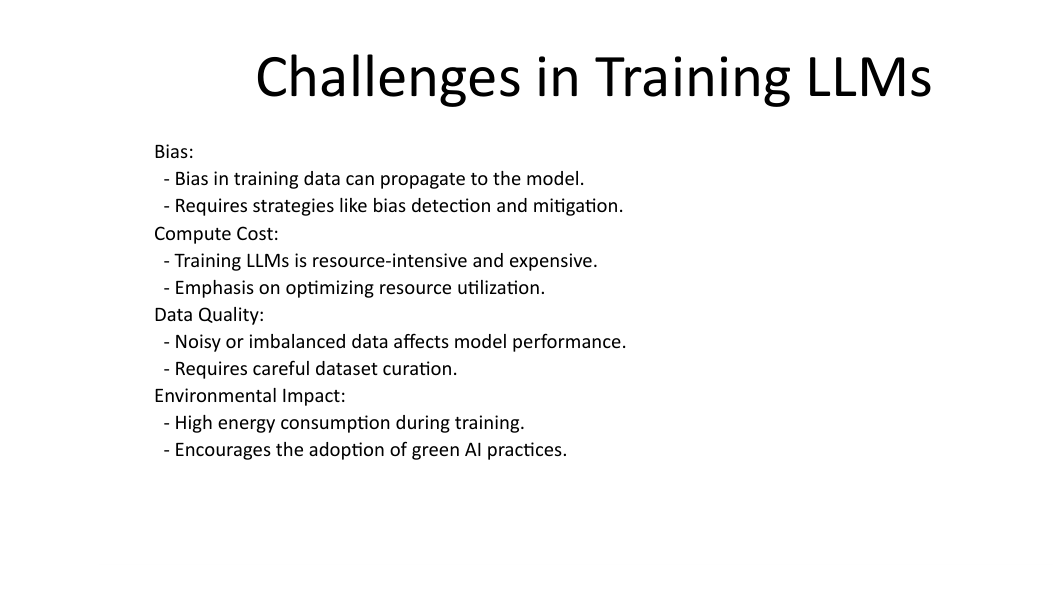 Challenges in Training LLMs
Bias:
- Bias in training data can propagate to the model.
- Requires strategies like bias detection and mitigation.
Compute Cost:
- Training LLMs is resource-intensive and expensive.
- Emphasis on optimizing resource utilization.
Data Quality:
- Noisy or imbalanced data affects model performance.
- Requires careful dataset curation.
Environmental Impact:
- High energy consumption during training.
- Encourages the adoption of green AI practices.